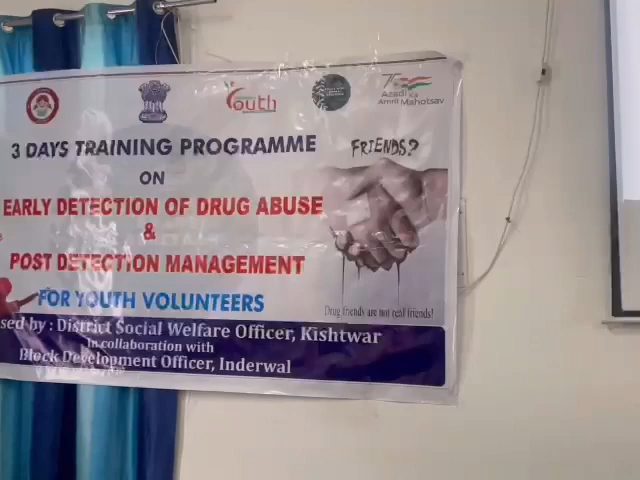 Youth
75
Azadi Ka
Amrit Mahotsav
3 DAYS TRAINING PROGRAMME
ON
EARLY DETECTION OF DRUG ABUSE
&
POST DETECTION MANAGEMENT
FOR YOUTH VOLUNTEERS
FRIENDS?
Drug friends are not real friends!
sed by : District Social Welfare Officer, Kishtwar
In collaboration with
Block Development Officer, Inderwal